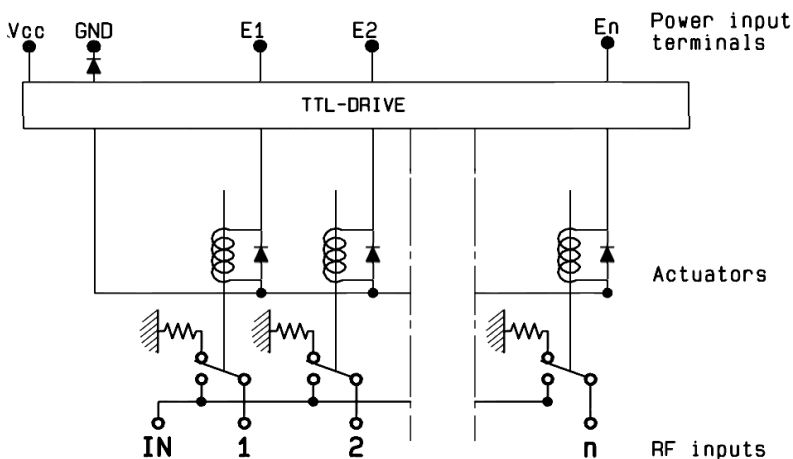 Vcc GND E1 E2 En Power input
terminals
TTL-DRIVE
Actuators
IN 1 2 n RF inputs